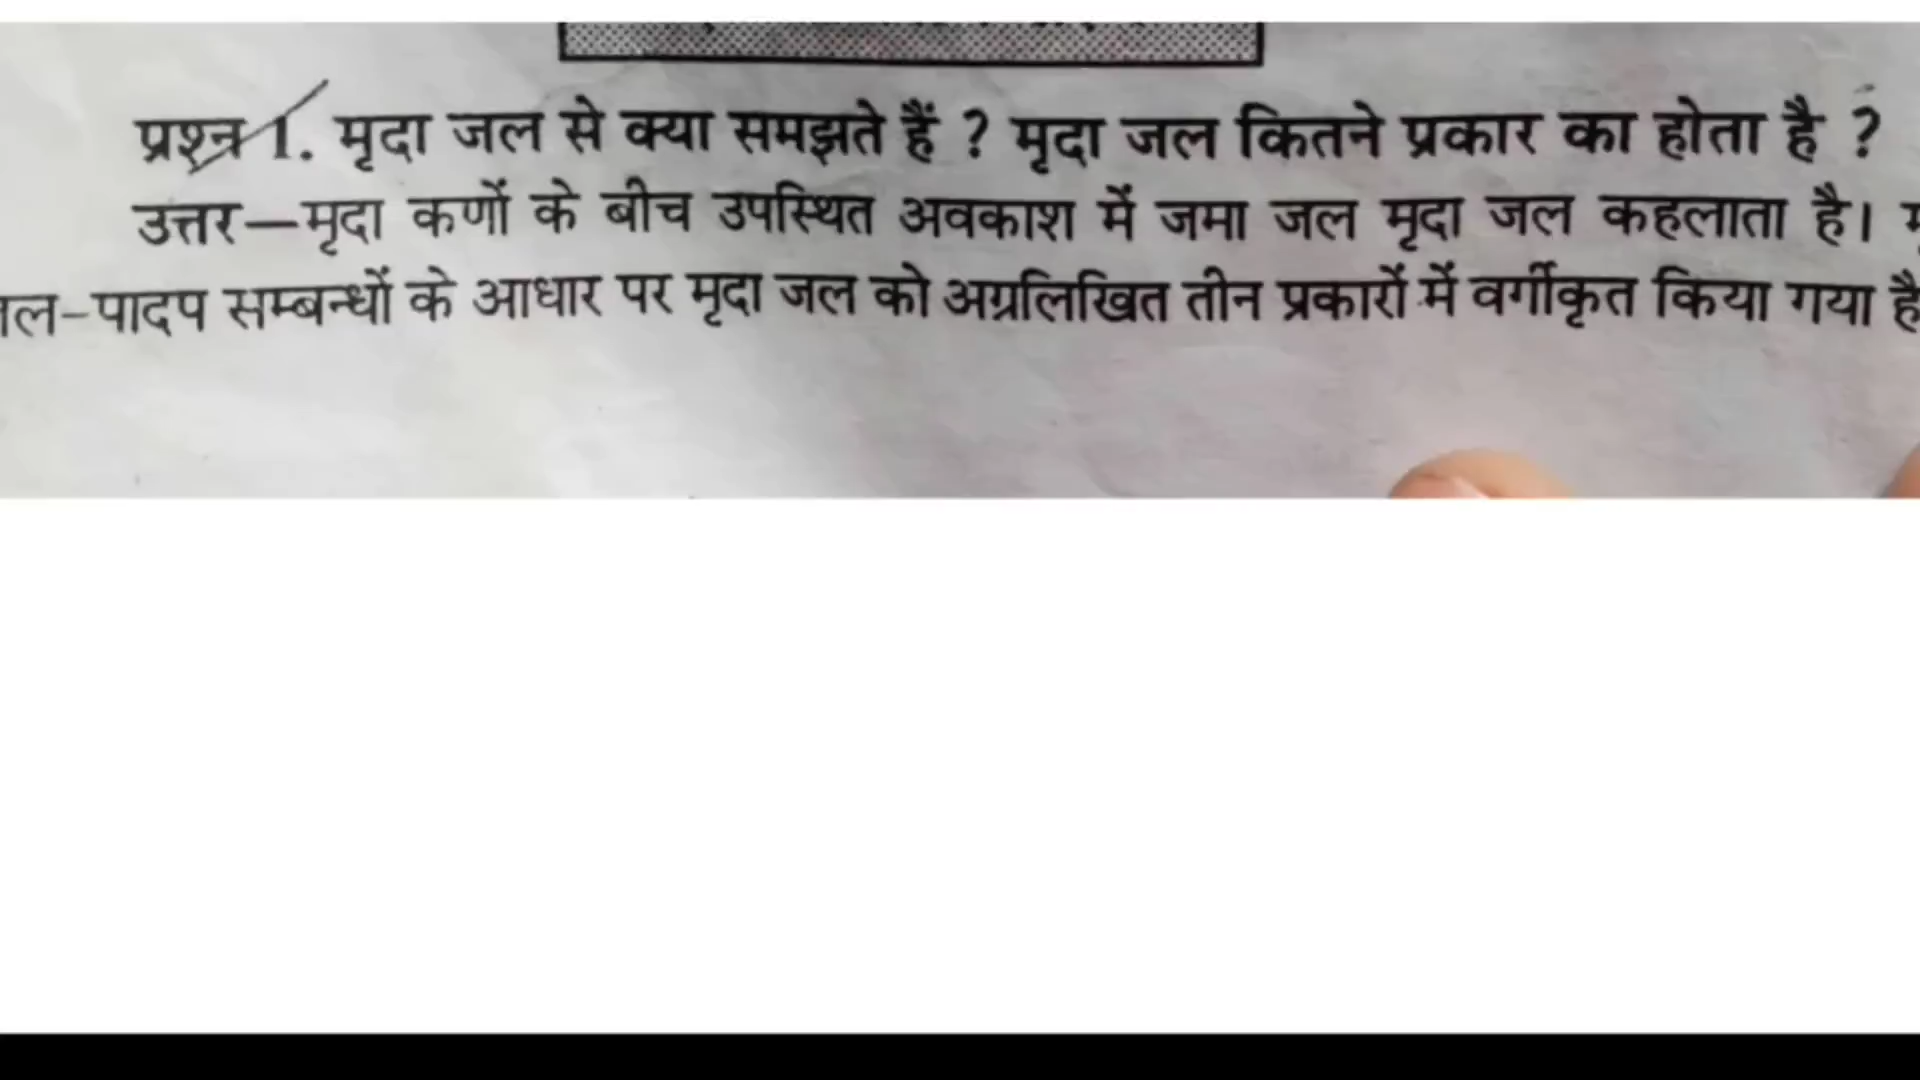 प्रश्न 1. मृदा जल से क्या समझते हैं ? मृदा जल कितने प्रकार का होता है ?
उत्तर—मृदा कणों के बीच उपस्थित अवकाश में जमा जल मृदा जल कहलाता है।
पादप सम्बन्धों के आधार पर मृदा जल को अग्रलिखित तीन प्रकारों में वर्गीकृत किया गया है